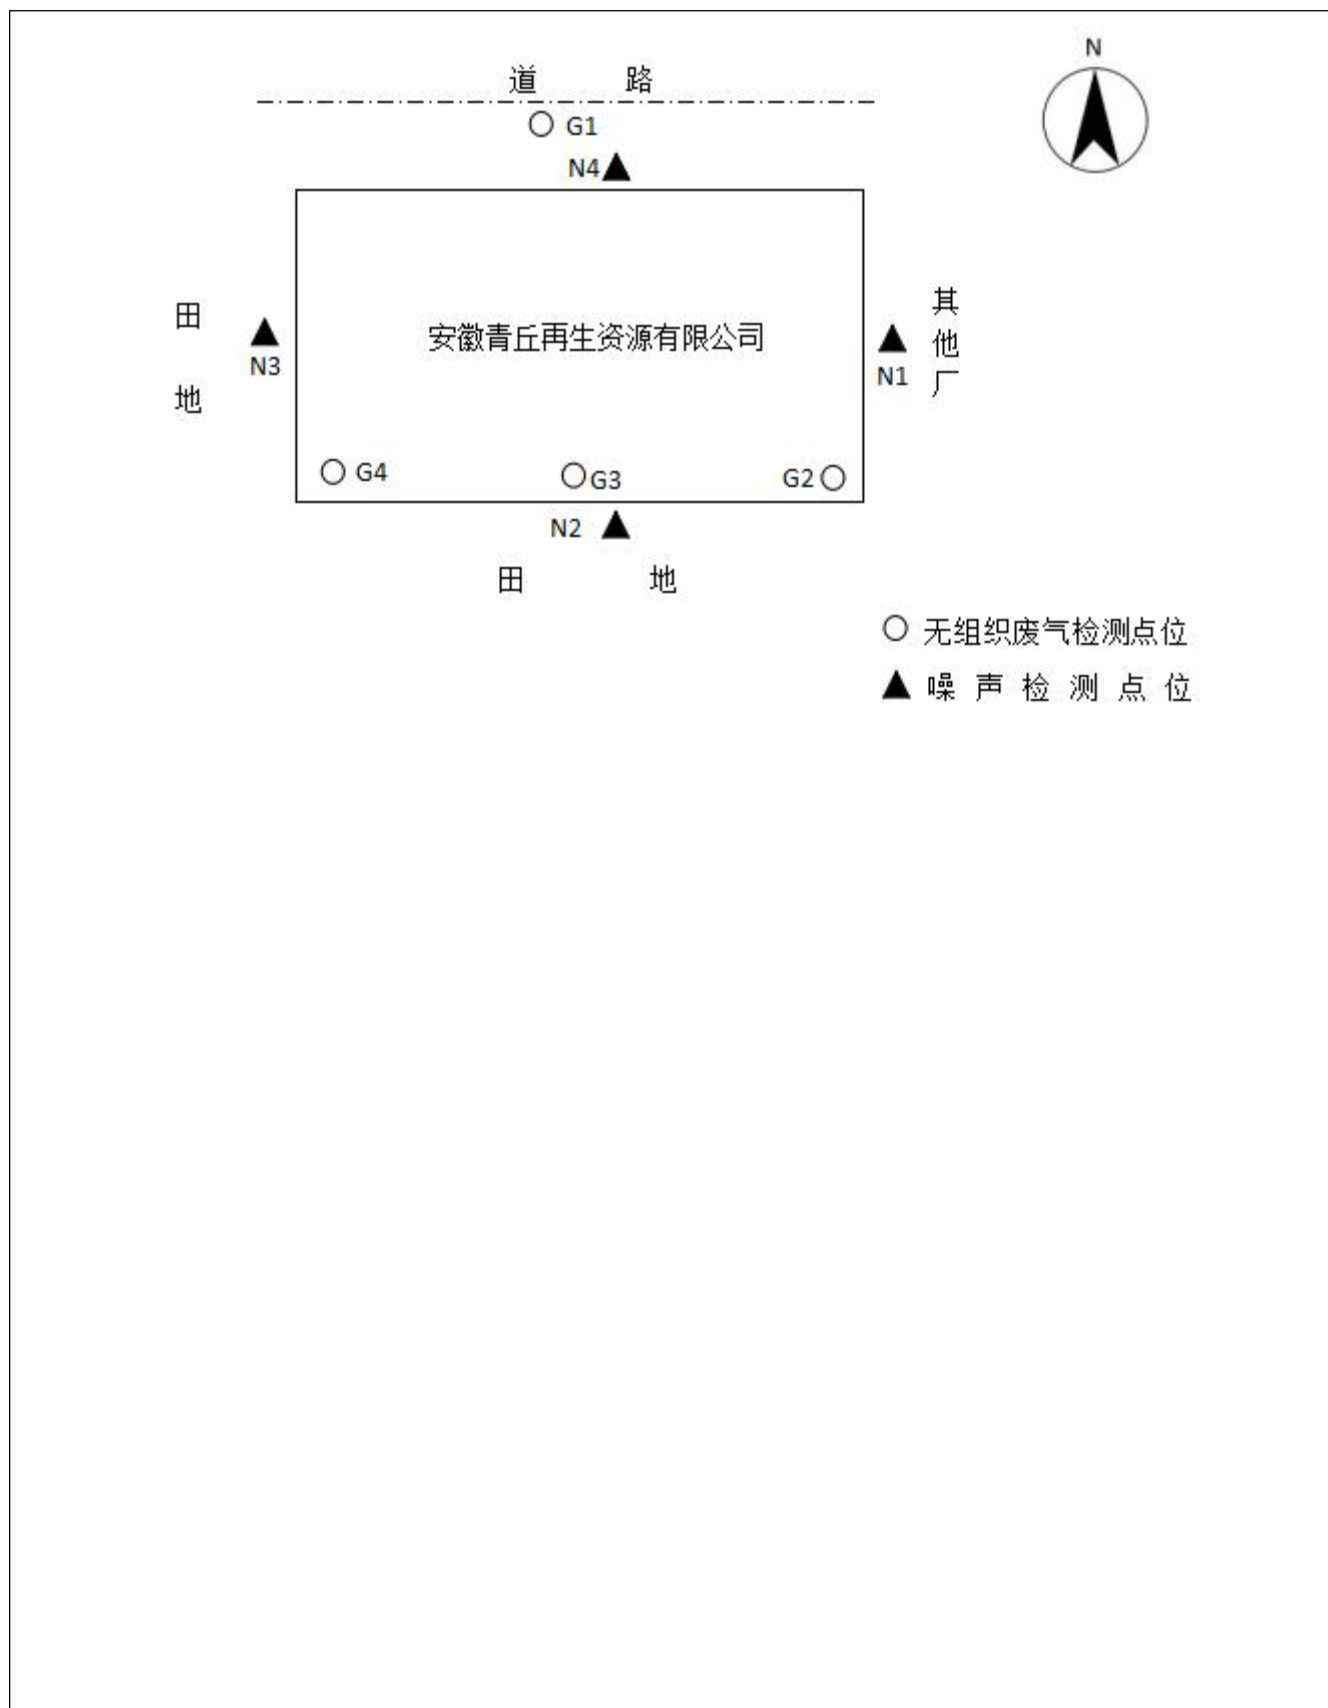 N
道 路
G1
N4
田 地
N3
安徽青丘再生资源有限公司
N1
其他厂
G4
G3
G2
N2
田 地
无组织废气检测点位
噪声检测点位